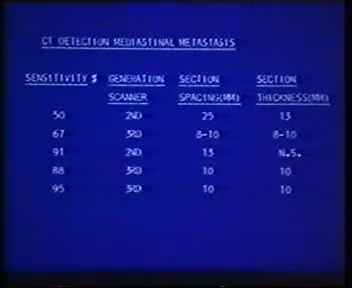 CT DETECTION MEDIASTINAL METASTASIS
SENSITIVITY % GENERATION SECTION SECTION
SCANNER SPACING(MM) THICKNESS(MM)
50 2ND 25 13
67 3RD 8-10 8-10
91 2ND 13 N.S.
88 3RD 10 10
95 3RD 10 10